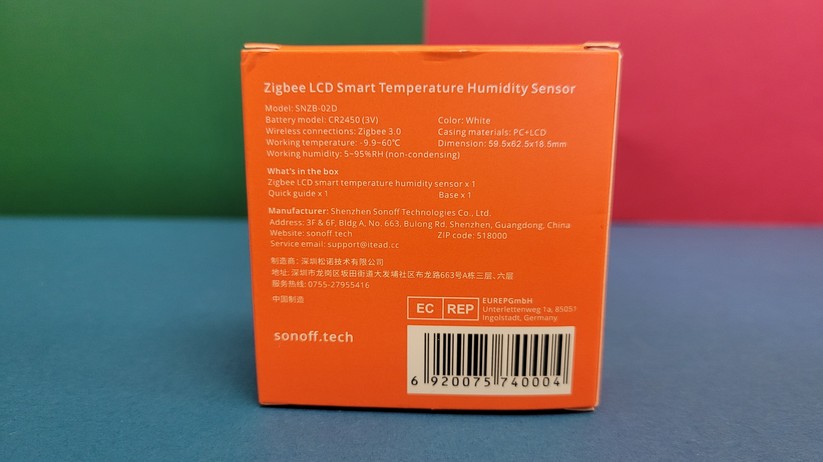 Zigbee LCD Smart Temperature Humidity Sensor
Model: SNZB-02D
Battery model: CR2450 (3V)
Color: White
Wireless connections: Zigbee 3.0
Casing materials: PC+LCD
Working temperature: -9.9~60℃
Dimension: 59.5x62.5x18.5mm
Working humidity: 5~95%RH (non-condensing)
What's in the box
Zigbee LCD smart temperature humidity sensor x 1
Quick guide x 1
Base x 1
Manufacturer: Shenzhen Sonoff Technologies Co., Ltd.
Address: 3F & 6F, Bldg A, No. 663, Bulong Rd, Shenzhen, Guangdong, China
Website: sonoff.tech
ZIP code: 518000
Service email: support@itead.cc
制造商: 深圳松诺技术有限公司
地址: 深圳市龙岗区坂田街道大发埔社区布龙路663号A栋三层、六层
服务热线: 0755-27955416
中国制造
EC REP
EUREPGmbH
Unterlettenweg 1a, 85051
Ingolstadt, Germany
sonoff.tech
6 920075 740004